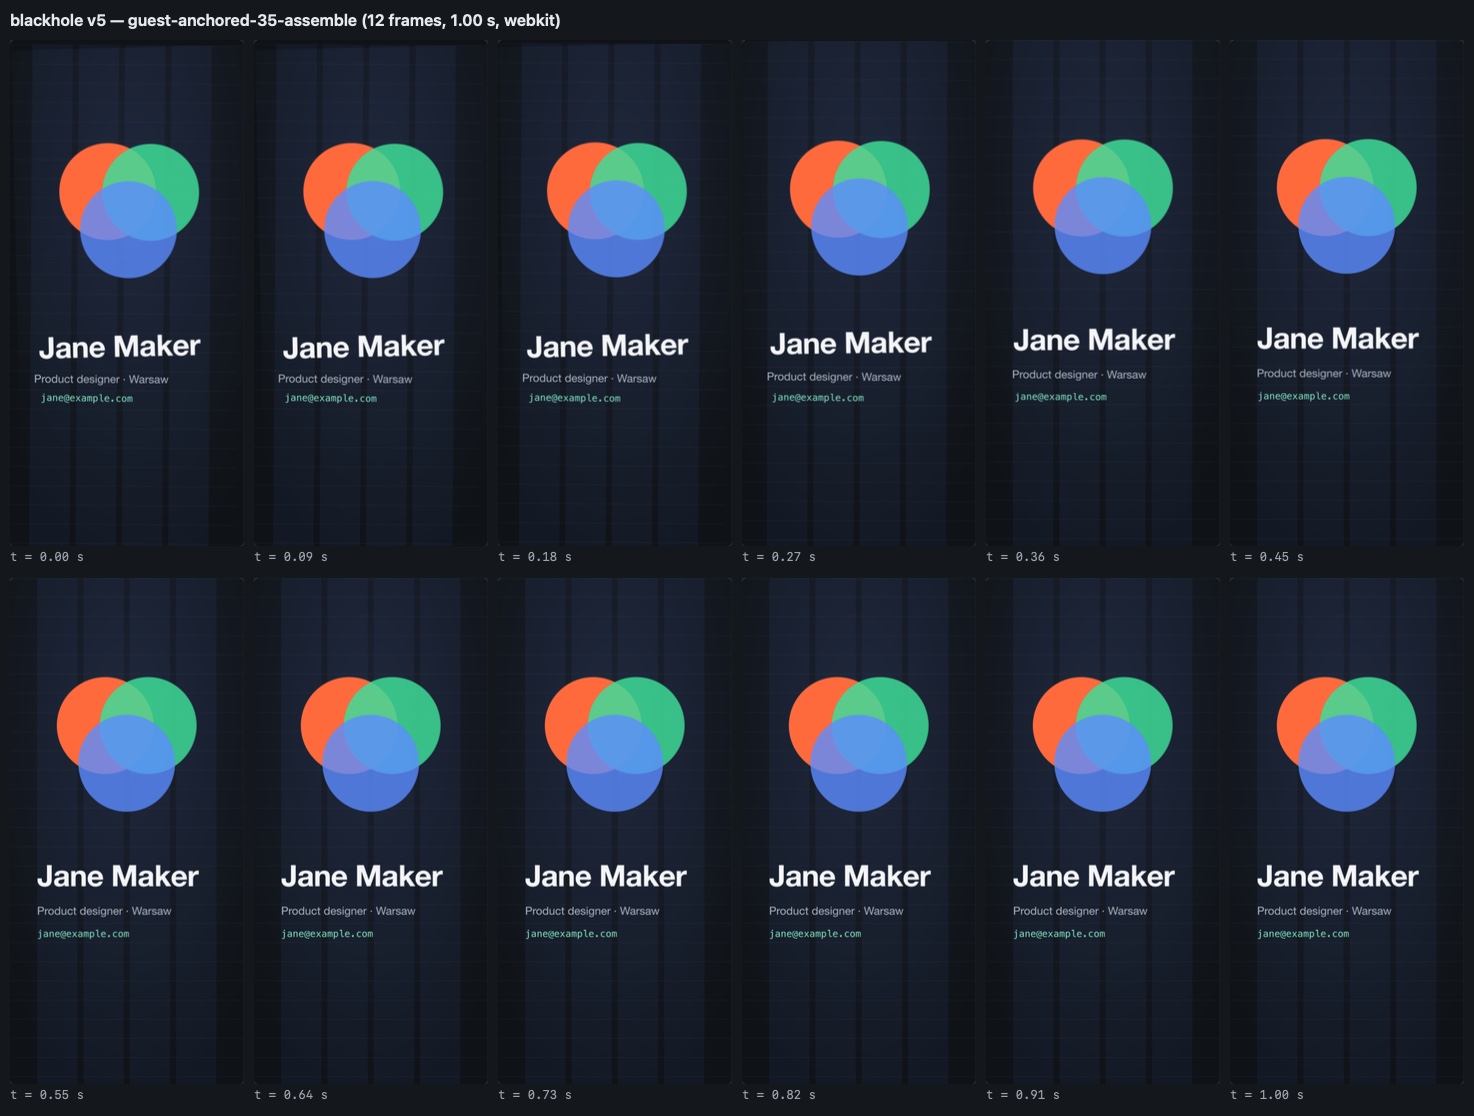 blackhole v5 — guest-anchored-35-assemble (12 frames, 1.00 s, webkit)
Jane Maker
Product designer · Warsaw
jane@example.com
t = 0.00 s
Jane Maker
Product designer · Warsaw
jane@example.com
t = 0.09 s
Jane Maker
Product designer · Warsaw
jane@example.com
t = 0.18 s
Jane Maker
Product designer · Warsaw
jane@example.com
t = 0.27 s
Jane Maker
Product designer · Warsaw
jane@example.com
t = 0.36 s
Jane Maker
Product designer · Warsaw
jane@example.com
t = 0.45 s
Jane Maker
Product designer · Warsaw
jane@example.com
t = 0.55 s
Jane Maker
Product designer · Warsaw
jane@example.com
t = 0.64 s
Jane Maker
Product designer · Warsaw
jane@example.com
t = 0.73 s
Jane Maker
Product designer · Warsaw
jane@example.com
t = 0.82 s
Jane Maker
Product designer · Warsaw
jane@example.com
t = 0.91 s
Jane Maker
Product designer · Warsaw
jane@example.com
t = 1.00 s